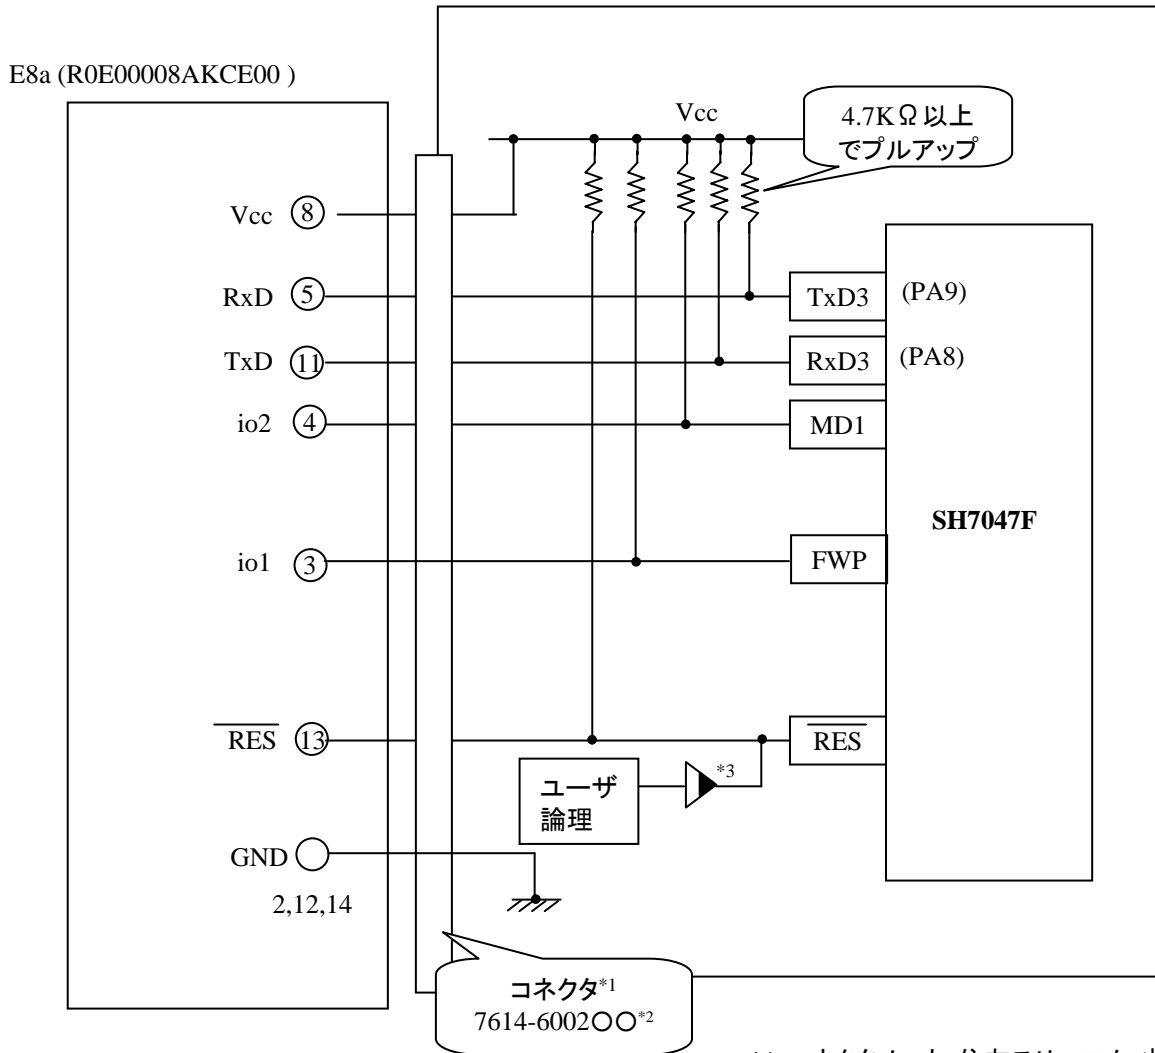 E8a (R0E00008AKCE00 )
Vcc
4.7KΩ以上
でプルアップ
Vcc 8
RxD 5
TxD3 (PA9)
TxD 11
RxD3 (PA8)
io2 4
MD1
SH7047F
io1 3
FWP
RES 13
RES
*3
ユーザ
論理
GND
2,12,14
コネクタ*1
7614-6002○○*2